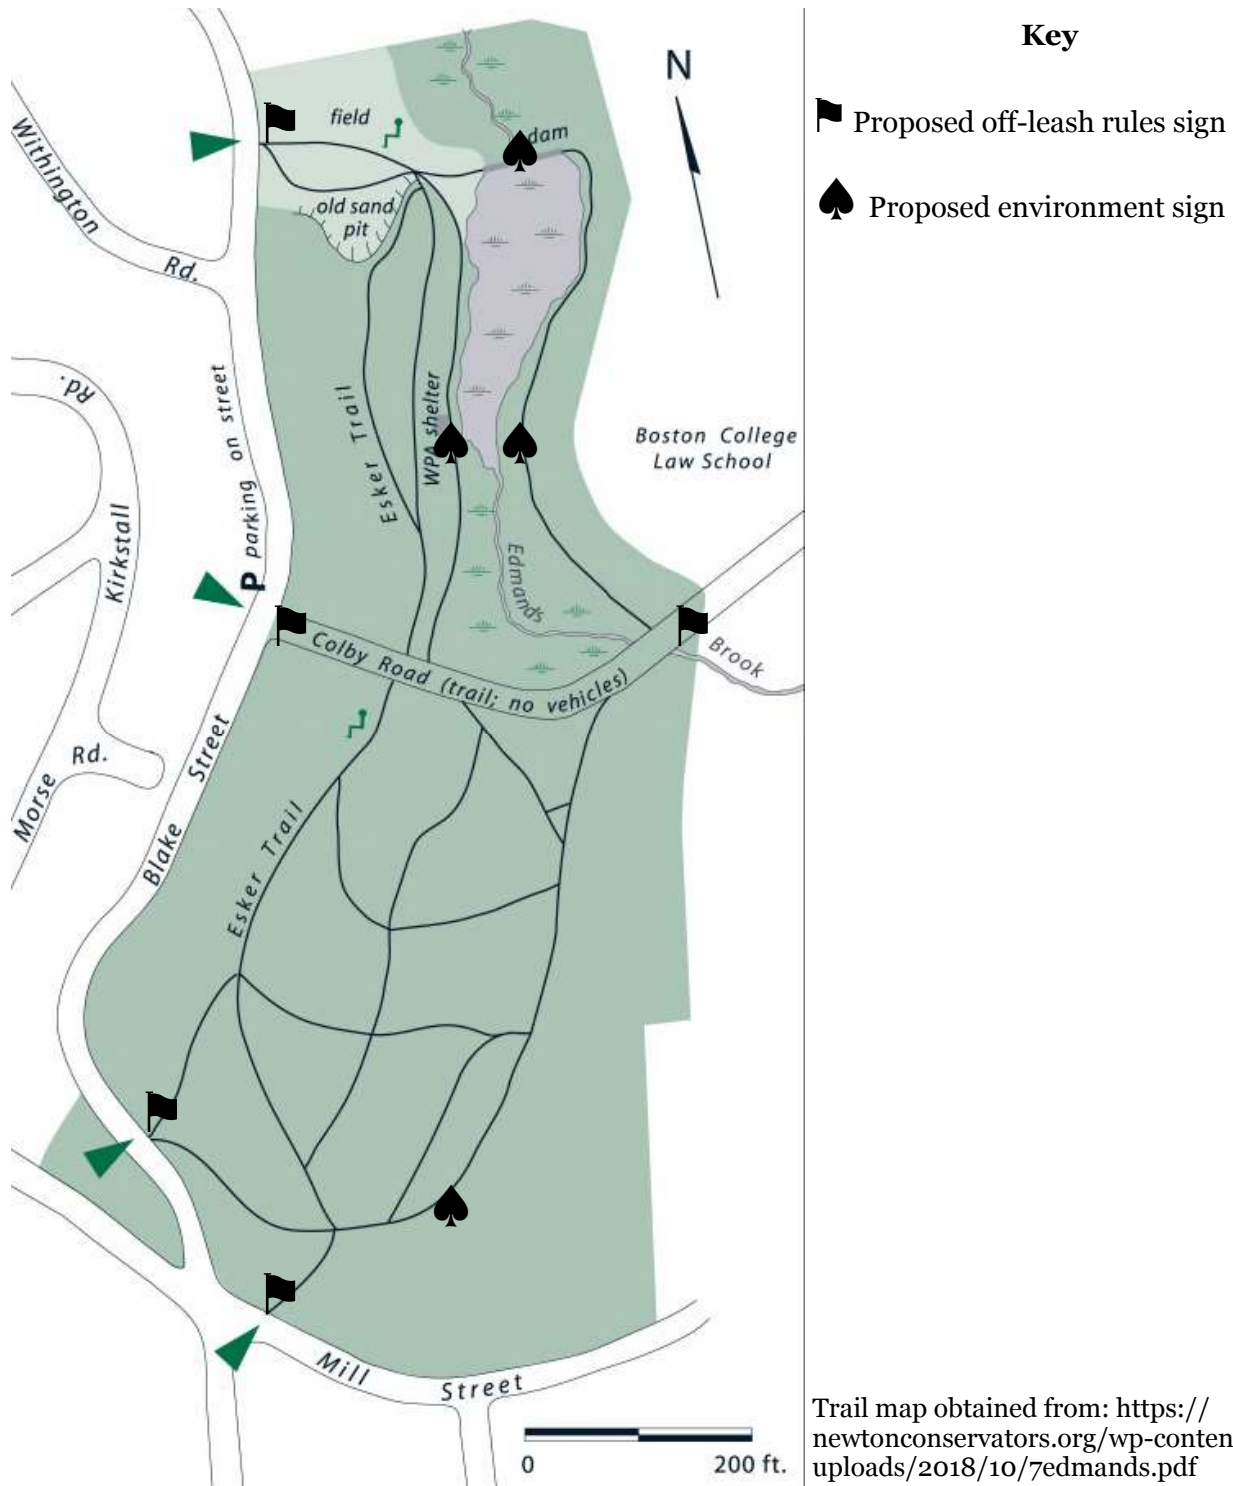 Key
Proposed off-leash rules sign
Proposed environment sign
N
field
dam
old sand
pit
Withington
Rd.
Rd.
Kirkstall
parking on street
P
Esker Trail
WPA shelter
Boston College
Law School
Edmands
Brook
Colby Road (trail; no vehicles)
Morse
Rd.
Blake Street
Esker Trail
Mill Street
0 200 ft.
Trail map obtained from: https://
newtonconservators.org/wp-conten
uploads/2018/10/7edmands.pdf